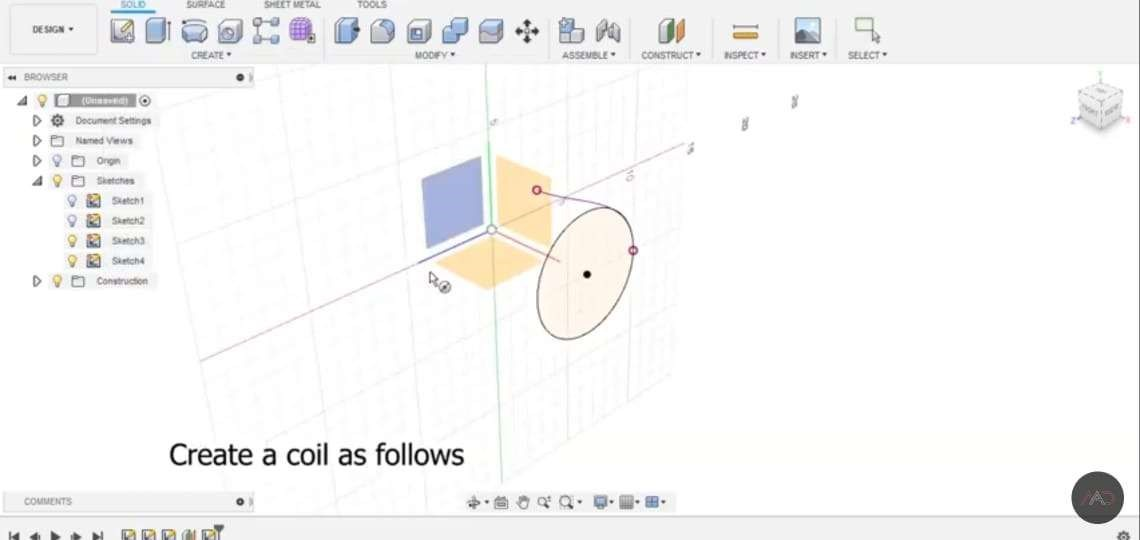 SOLID SURFACE SHEET METAL TOOLS
DESIGN
CREATE MODIFY ASSEMBLE CONSTRUCT INSPECT INSERT SELECT
BROWSER
(Unsaved)
Document Settings
Named Views
Origin
Sketches
Sketch1
Sketch2
Sketch3
Sketch4
Construction
Create a coil as follows
COMMENTS